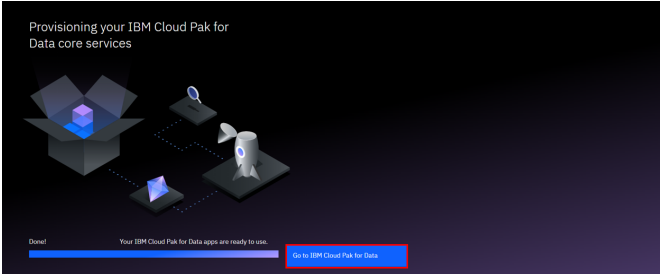 Provisioning your IBM Cloud Pak for
Data core services
Done! Your IBM Cloud Pak for Data apps are ready to use.
Go to IBM Cloud Pak for Data